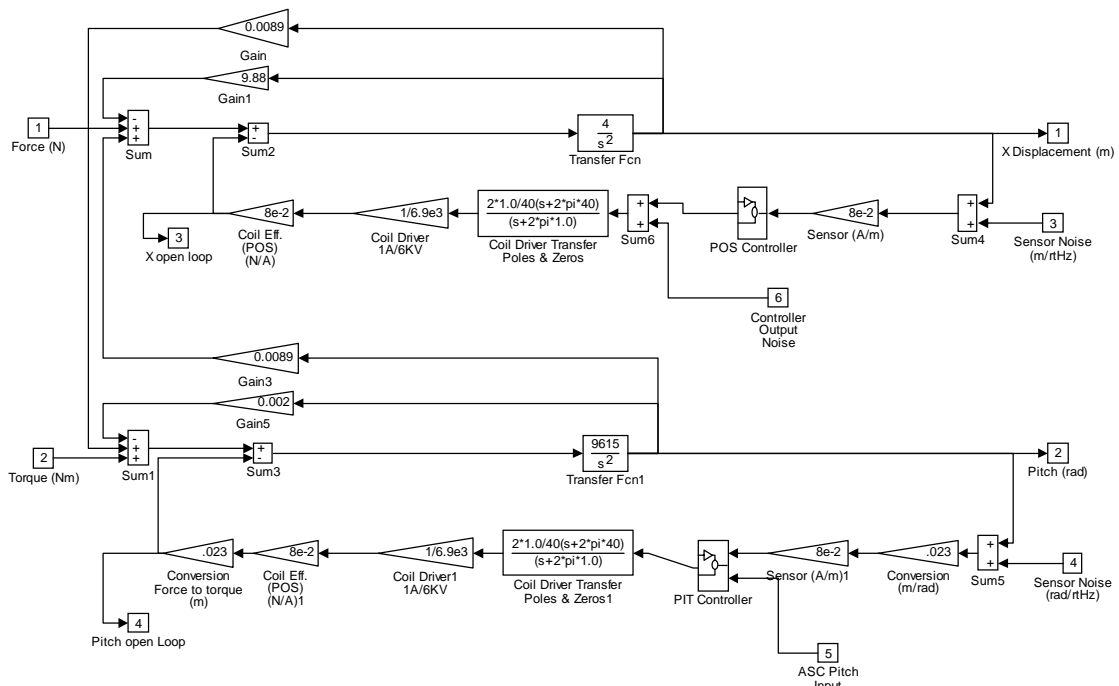 0.0089
Gain
9.88
Gain1
1
Force (N)
-
+
+
Sum
+
-
Sum2
4
s 2
Transfer Fcn
1
X Displacement (m)
3
X open loop
8e-2
Coil Eff.
(POS)
(N/A)
1/6.9e3
Coil Driver
1A/6KV
2*1.0/40(s+2*pi*40)
(s+2*pi*1.0)
Coil Driver Transfer
Poles & Zeros
+
+
Sum6
POS Controller
8e-2
Sensor (A/m)
+
+
Sum4
3
Sensor Noise
(m/rtHz)
6
Controller
Output
Noise
0.0089
Gain3
0.002
Gain5
2
Torque (Nm)
-
+
+
Sum1
+
-
Sum3
9615
s 2
Transfer Fcn1
2
Pitch (rad)
4
Pitch open Loop
.023
Conversion
Force to torque
(m)
8e-2
Coil Eff.
(POS)
(N/A)1
1/6.9e3
Coil Driver1
1A/6KV
2*1.0/40(s+2*pi*40)
(s+2*pi*1.0)
Coil Driver Transfer
Poles & Zeros1
PIT Controller
8e-2
Sensor (A/m)1
.023
Conversion
(m/rad)
+
+
Sum5
4
Sensor Noise
(rad/rtHz)
5
ASC Pitch
Input